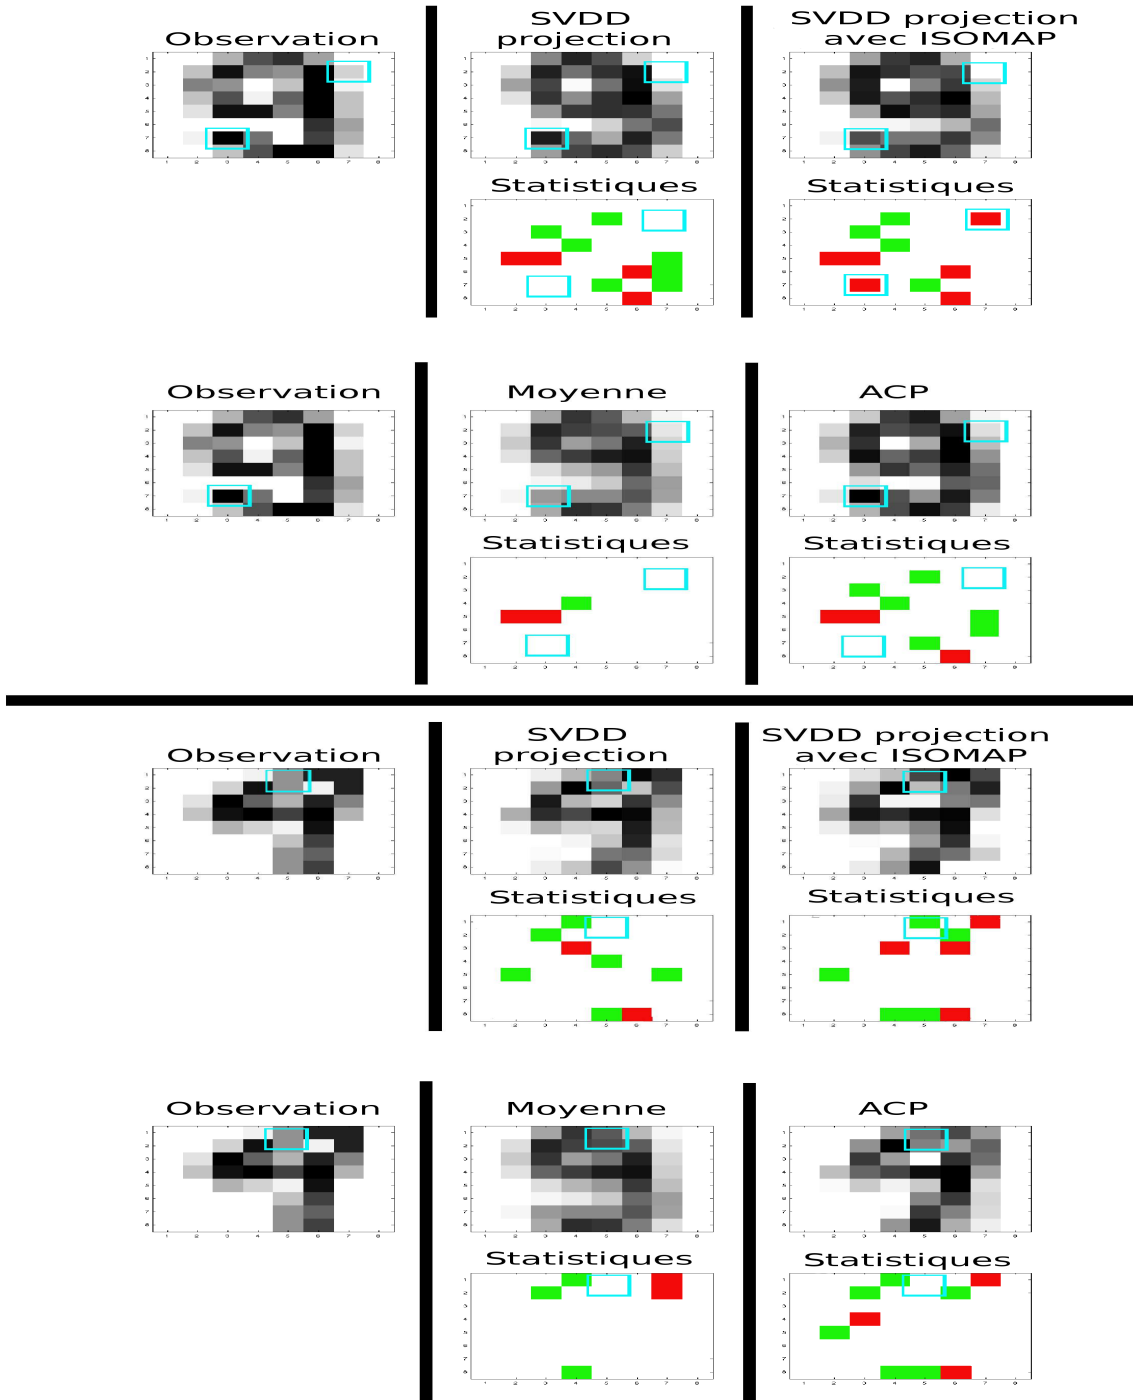 SVDD
projection
SVDD projection
avec ISOMAP
Observation
Statistiques
Statistiques
Observation
Moyenne
ACP
Statistiques
Statistiques
SVDD
projection
SVDD projection
avec ISOMAP
Observation
Statistiques
Statistiques
Observation
Moyenne
ACP
Statistiques
Statistiques